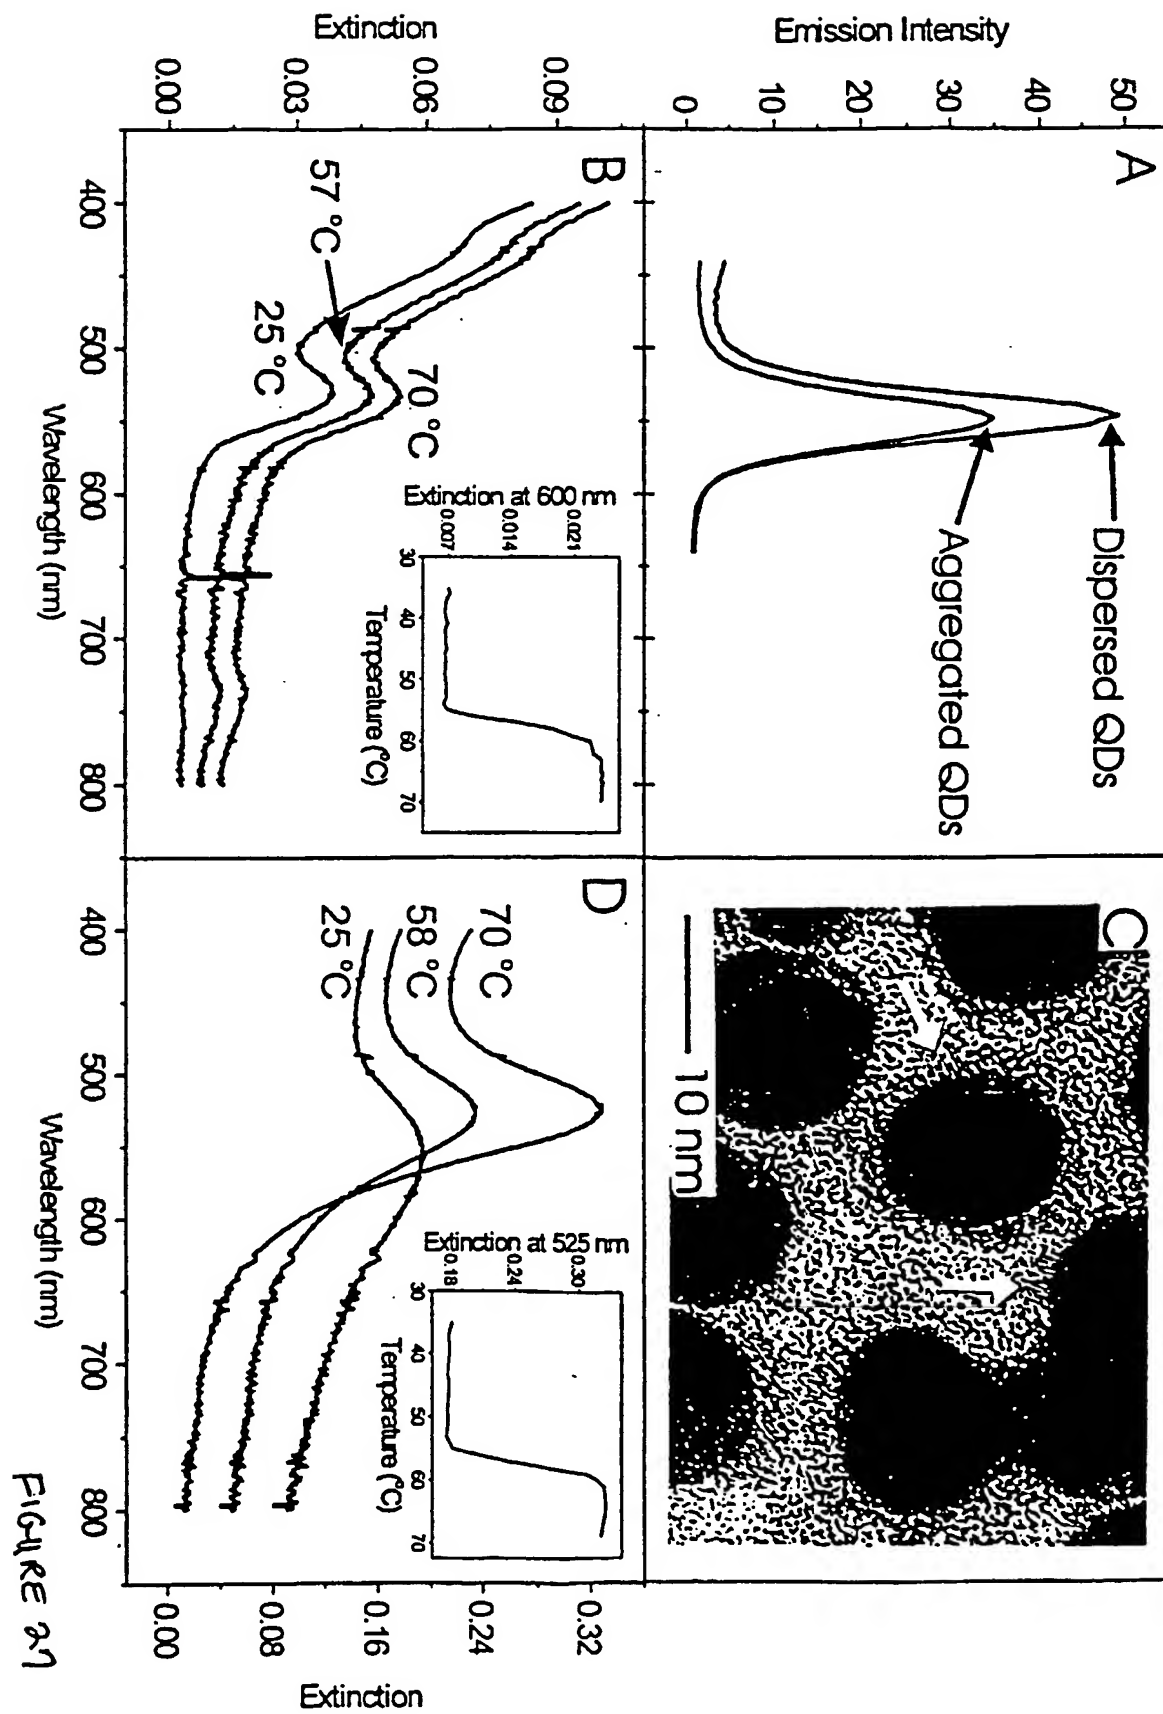 A
Emission Intensity
50
40
30
20
10
0
Dispersed QDs
Aggregated QDs
C
10 nm
B
Extinction
0.09
0.06
0.03
0.00
57 °C
25 °C
70 °C
400
500
600
700
800
Wavelength (nm)
Extinction at 600 nm
0.021
0.014
0.007
30
40
50
60
70
Temperature (°C)
D
70 °C
58 °C
25 °C
400
500
600
700
800
Wavelength (nm)
Extinction at 525 nm
0.30
0.24
0.18
30
40
50
60
70
Temperature (°C)
0.32
0.24
0.16
0.08
0.00
Extinction
FIGURE 27